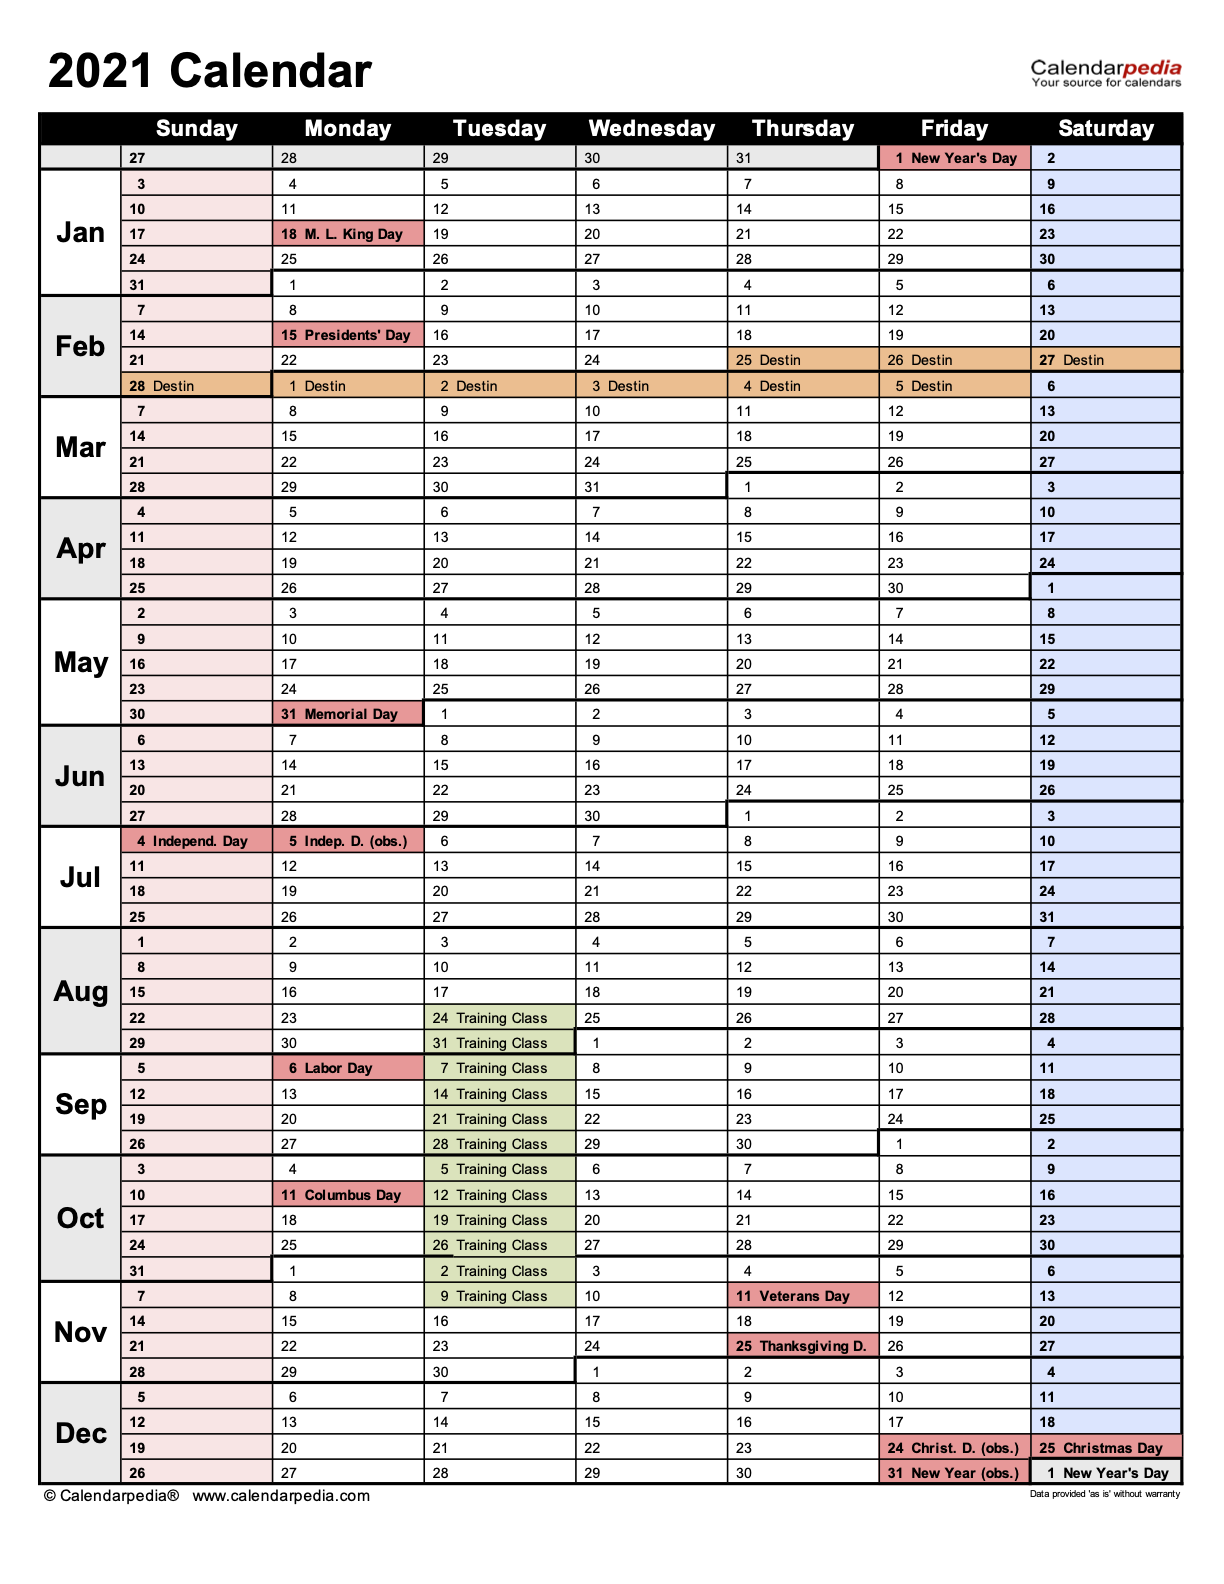 2021 Calendar
Calendarpedia
Your source for calendars
Sunday Monday Tuesday Wednesday Thursday Friday Saturday
27 28 29 30 31 1 New Year's Day 2
Jan
3 4 5 6 7 8 9
10 11 12 13 14 15 16
17 18 M. L. King Day 19 20 21 22 23
24 25 26 27 28 29 30
31 1 2 3 4 5 6
Feb
7 8 9 10 11 12 13
14 15 Presidents' Day 16 17 18 19 20
21 22 23 24 25 Destin 26 Destin 27 Destin
28 Destin 1 Destin 2 Destin 3 Destin 4 Destin 5 Destin 6
Mar
7 8 9 10 11 12 13
14 15 16 17 18 19 20
21 22 23 24 25 26 27
28 29 30 31 1 2 3
Apr
4 5 6 7 8 9 10
11 12 13 14 15 16 17
18 19 20 21 22 23 24
25 26 27 28 29 30 1
May
2 3 4 5 6 7 8
9 10 11 12 13 14 15
16 17 18 19 20 21 22
23 24 25 26 27 28 29
30 31 Memorial Day 1 2 3 4 5
Jun
6 7 8 9 10 11 12
13 14 15 16 17 18 19
20 21 22 23 24 25 26
27 28 29 30 1 2 3
Jul
4 Independ. Day 5 Indep. D. (obs.) 6 7 8 9 10
11 12 13 14 15 16 17
18 19 20 21 22 23 24
25 26 27 28 29 30 31
Aug
1 2 3 4 5 6 7
8 9 10 11 12 13 14
15 16 17 18 19 20 21
22 23 24 Training Class 25 26 27 28
29 30 31 Training Class 1 2 3 4
Sep
5 6 Labor Day 7 Training Class 8 9 10 11
12 13 14 Training Class 15 16 17 18
19 20 21 Training Class 22 23 24 25
26 27 28 Training Class 29 30 1 2
Oct
3 4 5 Training Class 6 7 8 9
10 11 Columbus Day 12 Training Class 13 14 15 16
17 18 19 Training Class 20 21 22 23
24 25 26 Training Class 27 28 29 30
31 1 2 Training Class 3 4 5 6
Nov
7 8 9 Training Class 10 11 Veterans Day 12 13
14 15 16 17 18 19 20
21 22 23 24 25 Thanksgiving D. 26 27
28 29 30 1 2 3 4
Dec
5 6 7 8 9 10 11
12 13 14 15 16 17 18
19 20 21 22 23 24 Christ. D. (obs.) 25 Christmas Day
26 27 28 29 30 31 New Year (obs.) 1 New Year's Day
© Calendarpedia® www.calendarpedia.com
Data provided 'as is' without warranty